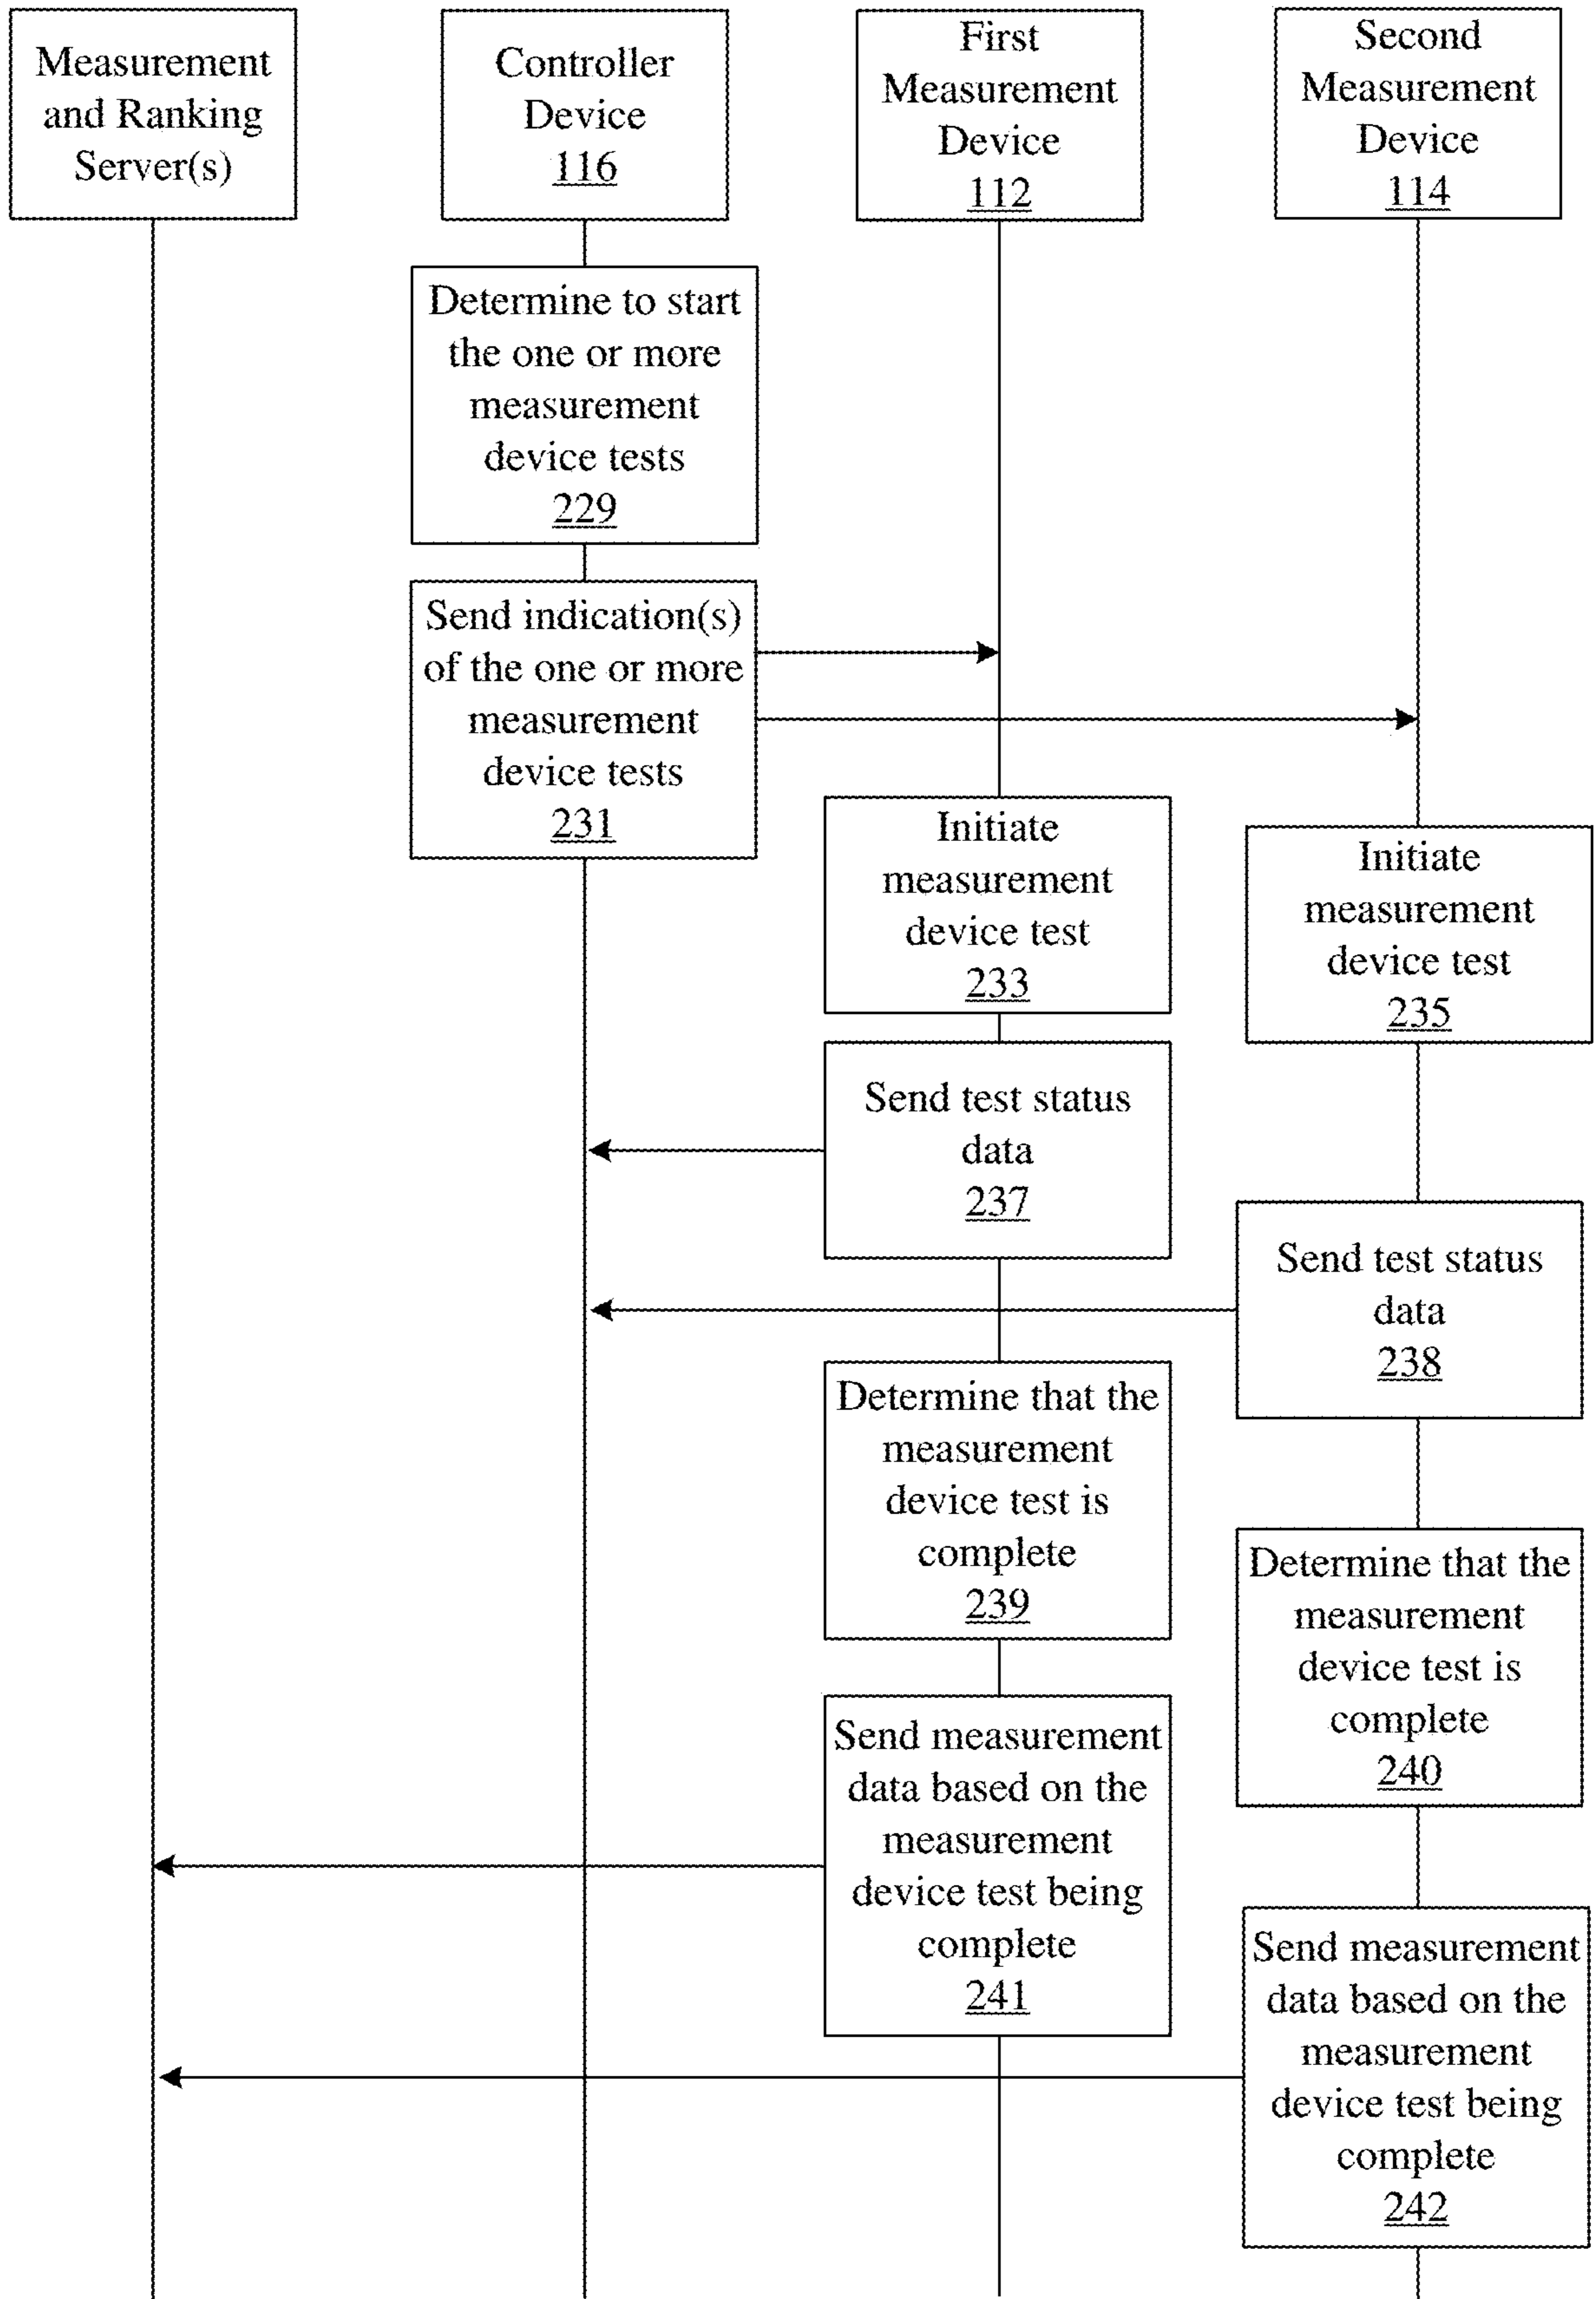 Measurement
and Ranking
Server(s)
Controller
Device
116
First
Measurement
Device
112
Second
Measurement
Device
114
Determine to start
the one or more
measurement
device tests
229
Send indication(s)
of the one or more
measurement
device tests
231
Initiate
measurement
device test
233
Initiate
measurement
device test
235
Send test status
data
237
Send test status
data
238
Determine that the
measurement
device test is
complete
239
Determine that the
measurement
device test is
complete
240
Send measurement
data based on the
measurement
device test being
complete
241
Send measurement
data based on the
measurement
device test being
complete
242